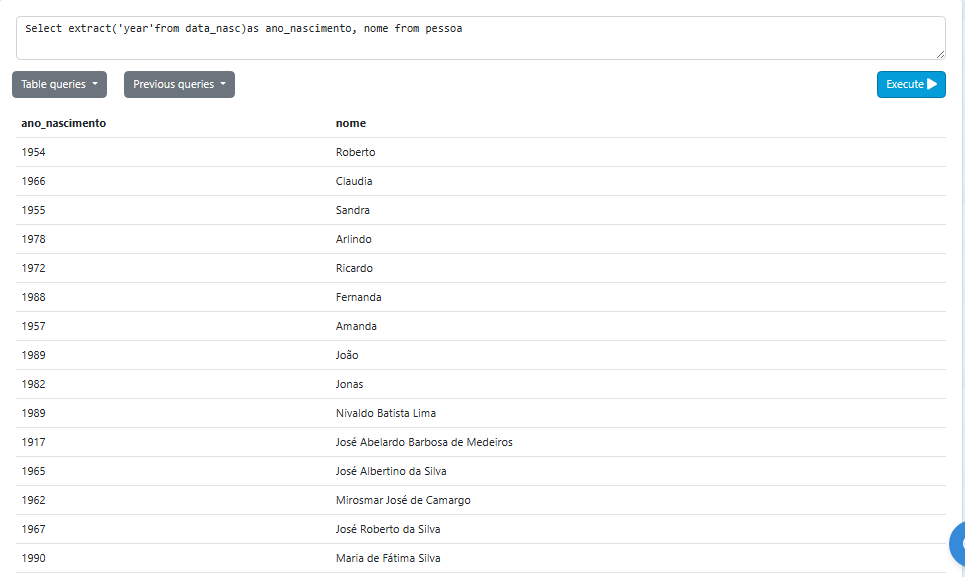 Select extract('year'from data_nasc)as ano_nascimento, nome from pessoa
Table queries Previous queries Execute
ano_nascimento nome
1954 Roberto
1966 Claudia
1955 Sandra
1978 Arlindo
1972 Ricardo
1988 Fernanda
1957 Amanda
1989 João
1982 Jonas
1989 Nivaldo Batista Lima
1917 José Abelardo Barbosa de Medeiros
1965 José Albertino da Silva
1962 Mirosmar José de Camargo
1967 José Roberto da Silva
1990 Maria de Fátima Silva